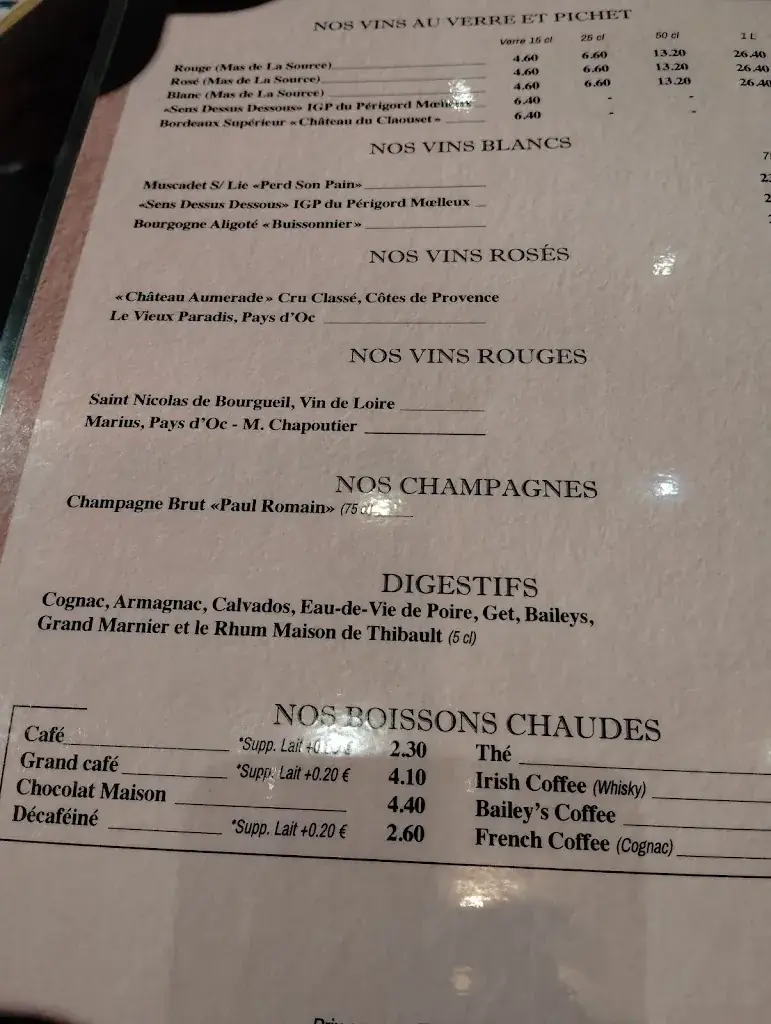 NOS VINS AU VERRE ET PICHET
Verre 15 cl 25 cl 50 cl 1 L
Rouge (Mas de La Source) 4.60 6.60 13.20 26.40
Rosé (Mas de La Source) 4.60 6.60 13.20 26.40
Blanc (Mas de La Source) 4.60 6.60 13.20 26.40
«Sens Dessus Dessous» IGP du Périgord Mœlleux 6.40 - -
Bordeaux Supérieur «Château du Claouset» 6.40 - -
NOS VINS BLANCS
Muscadet S/ Lie «Perd Son Pain»
«Sens Dessus Dessous» IGP du Périgord Mœlleux
Bourgogne Aligoté «Buissonnier»
NOS VINS ROSÉS
«Château Aumerade» Cru Classé, Côtes de Provence
Le Vieux Paradis, Pays d'Oc
NOS VINS ROUGES
Saint Nicolas de Bourgueil, Vin de Loire
Marius, Pays d'Oc - M. Chapoutier
NOS CHAMPAGNES
Champagne Brut «Paul Romain» (75
DIGESTIFS
Cognac, Armagnac, Calvados, Eau-de-Vie de Poire, Get, Baileys,
Grand Marnier et le Rhum Maison de Thibault (5 cl)
NOS BOISSONS CHAUDES
Café *Supp. Lait 2.30 Thé
Grand café *Supp. Lait +0.20 € 4.10 Irish Coffee (Whisky)
Chocolat Maison 4.40 Bailey's Coffee
Décaféiné *Supp. Lait +0.20 € 2.60 French Coffee (Cognac)